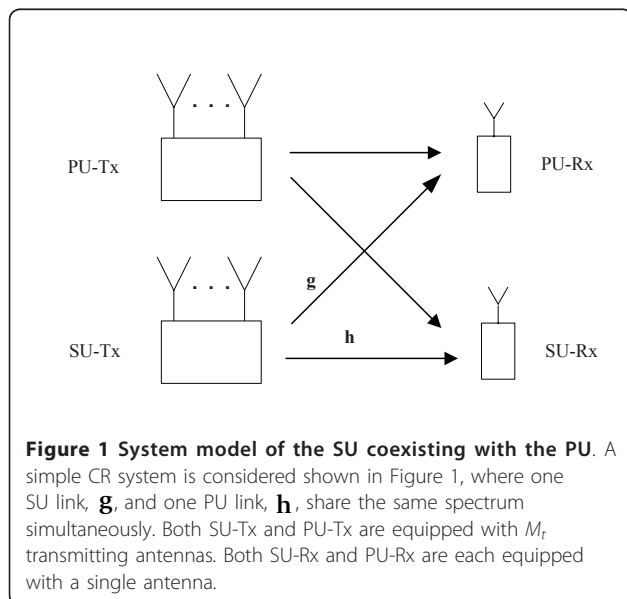 PU-Tx
. . .
PU-Rx
g
SU-Tx
. . .
h
SU-Rx
Figure 1 System model of the SU coexisting with the PU. A
simple CR system is considered shown in Figure 1, where one
SU link, g, and one PU link, h, share the same spectrum
simultaneously. Both SU-Tx and PU-Tx are equipped with Mt
transmitting antennas. Both SU-Rx and PU-Rx are each equipped
with a single antenna.